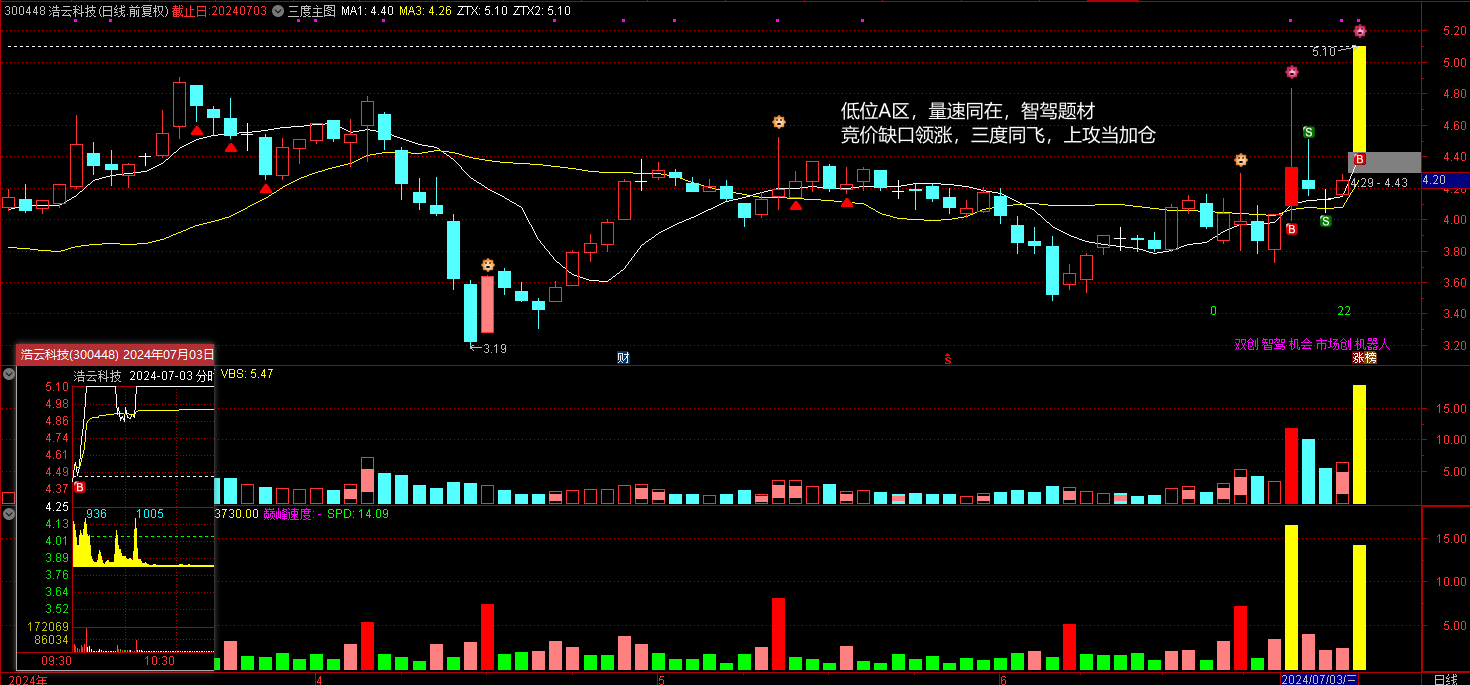 300448 浩云科技(日线.前复权) 截止日:20240703 三度主图 MA1: 4.40 MA3: 4.26 ZTX: 5.10 ZTX2: 5.10
5.20
5.10
5.00
4.80
低位A区，量速同在，智驾题材
4.60
S
竞价缺口领涨，三度同飞，上攻当加仓
4.40
B
4.29 - 4.43
4.20
4.20
4.00
S
B
3.80
3.60
0
22
3.40
3.19
双创 智驾 机会 市场创 机器人
3.20
财
涨榜
浩云科技(300448) 2024年07月03日
浩云科技 2024-07-03 分时
VBS: 5.47
5.10
4.98
4.86
4.74
4.61
4.49
4.37
B
15.00
10.00
5.00
4.25
936
1005
3730.00 巅峰速度: - SPD: 14.09
4.13
4.01
3.89
3.76
3.64
3.52
172069
86034
09:30
10:30
15.00
10.00
5.00
2024年
4
5
6
2024/07/03/三
日线